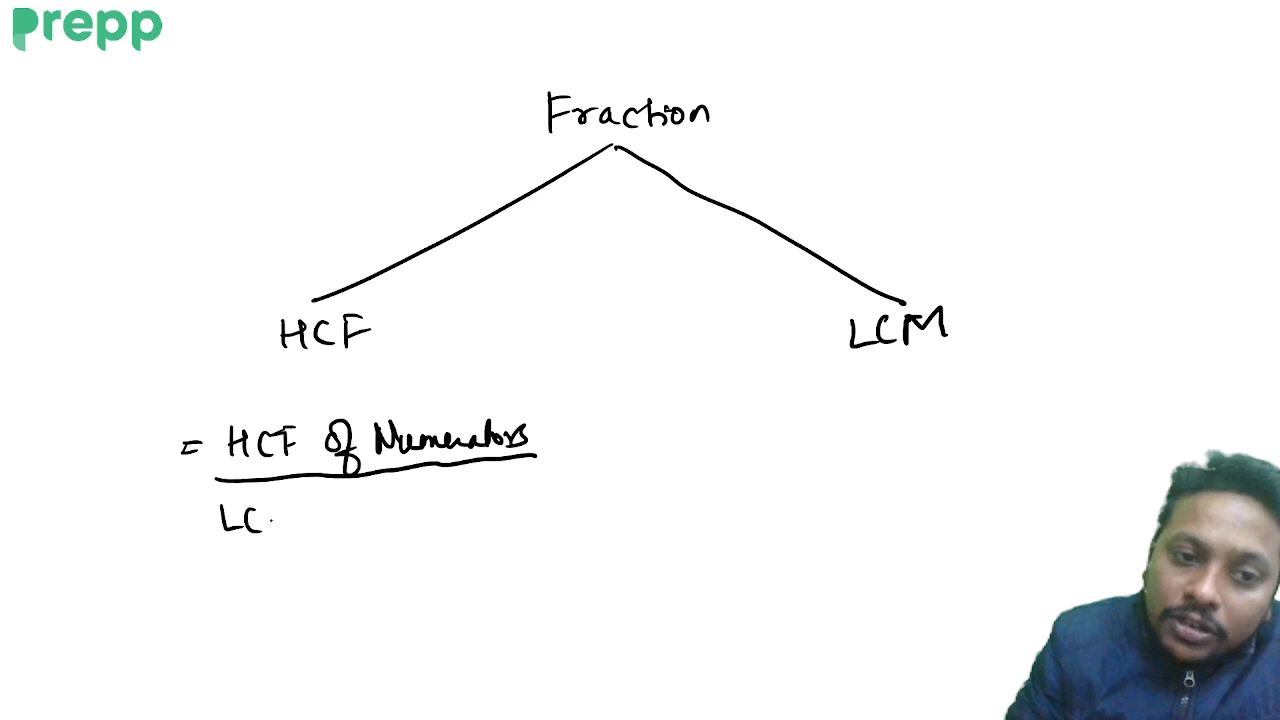 Prepp
Fraction
HCF LCM
= HCF of Numerators
LC